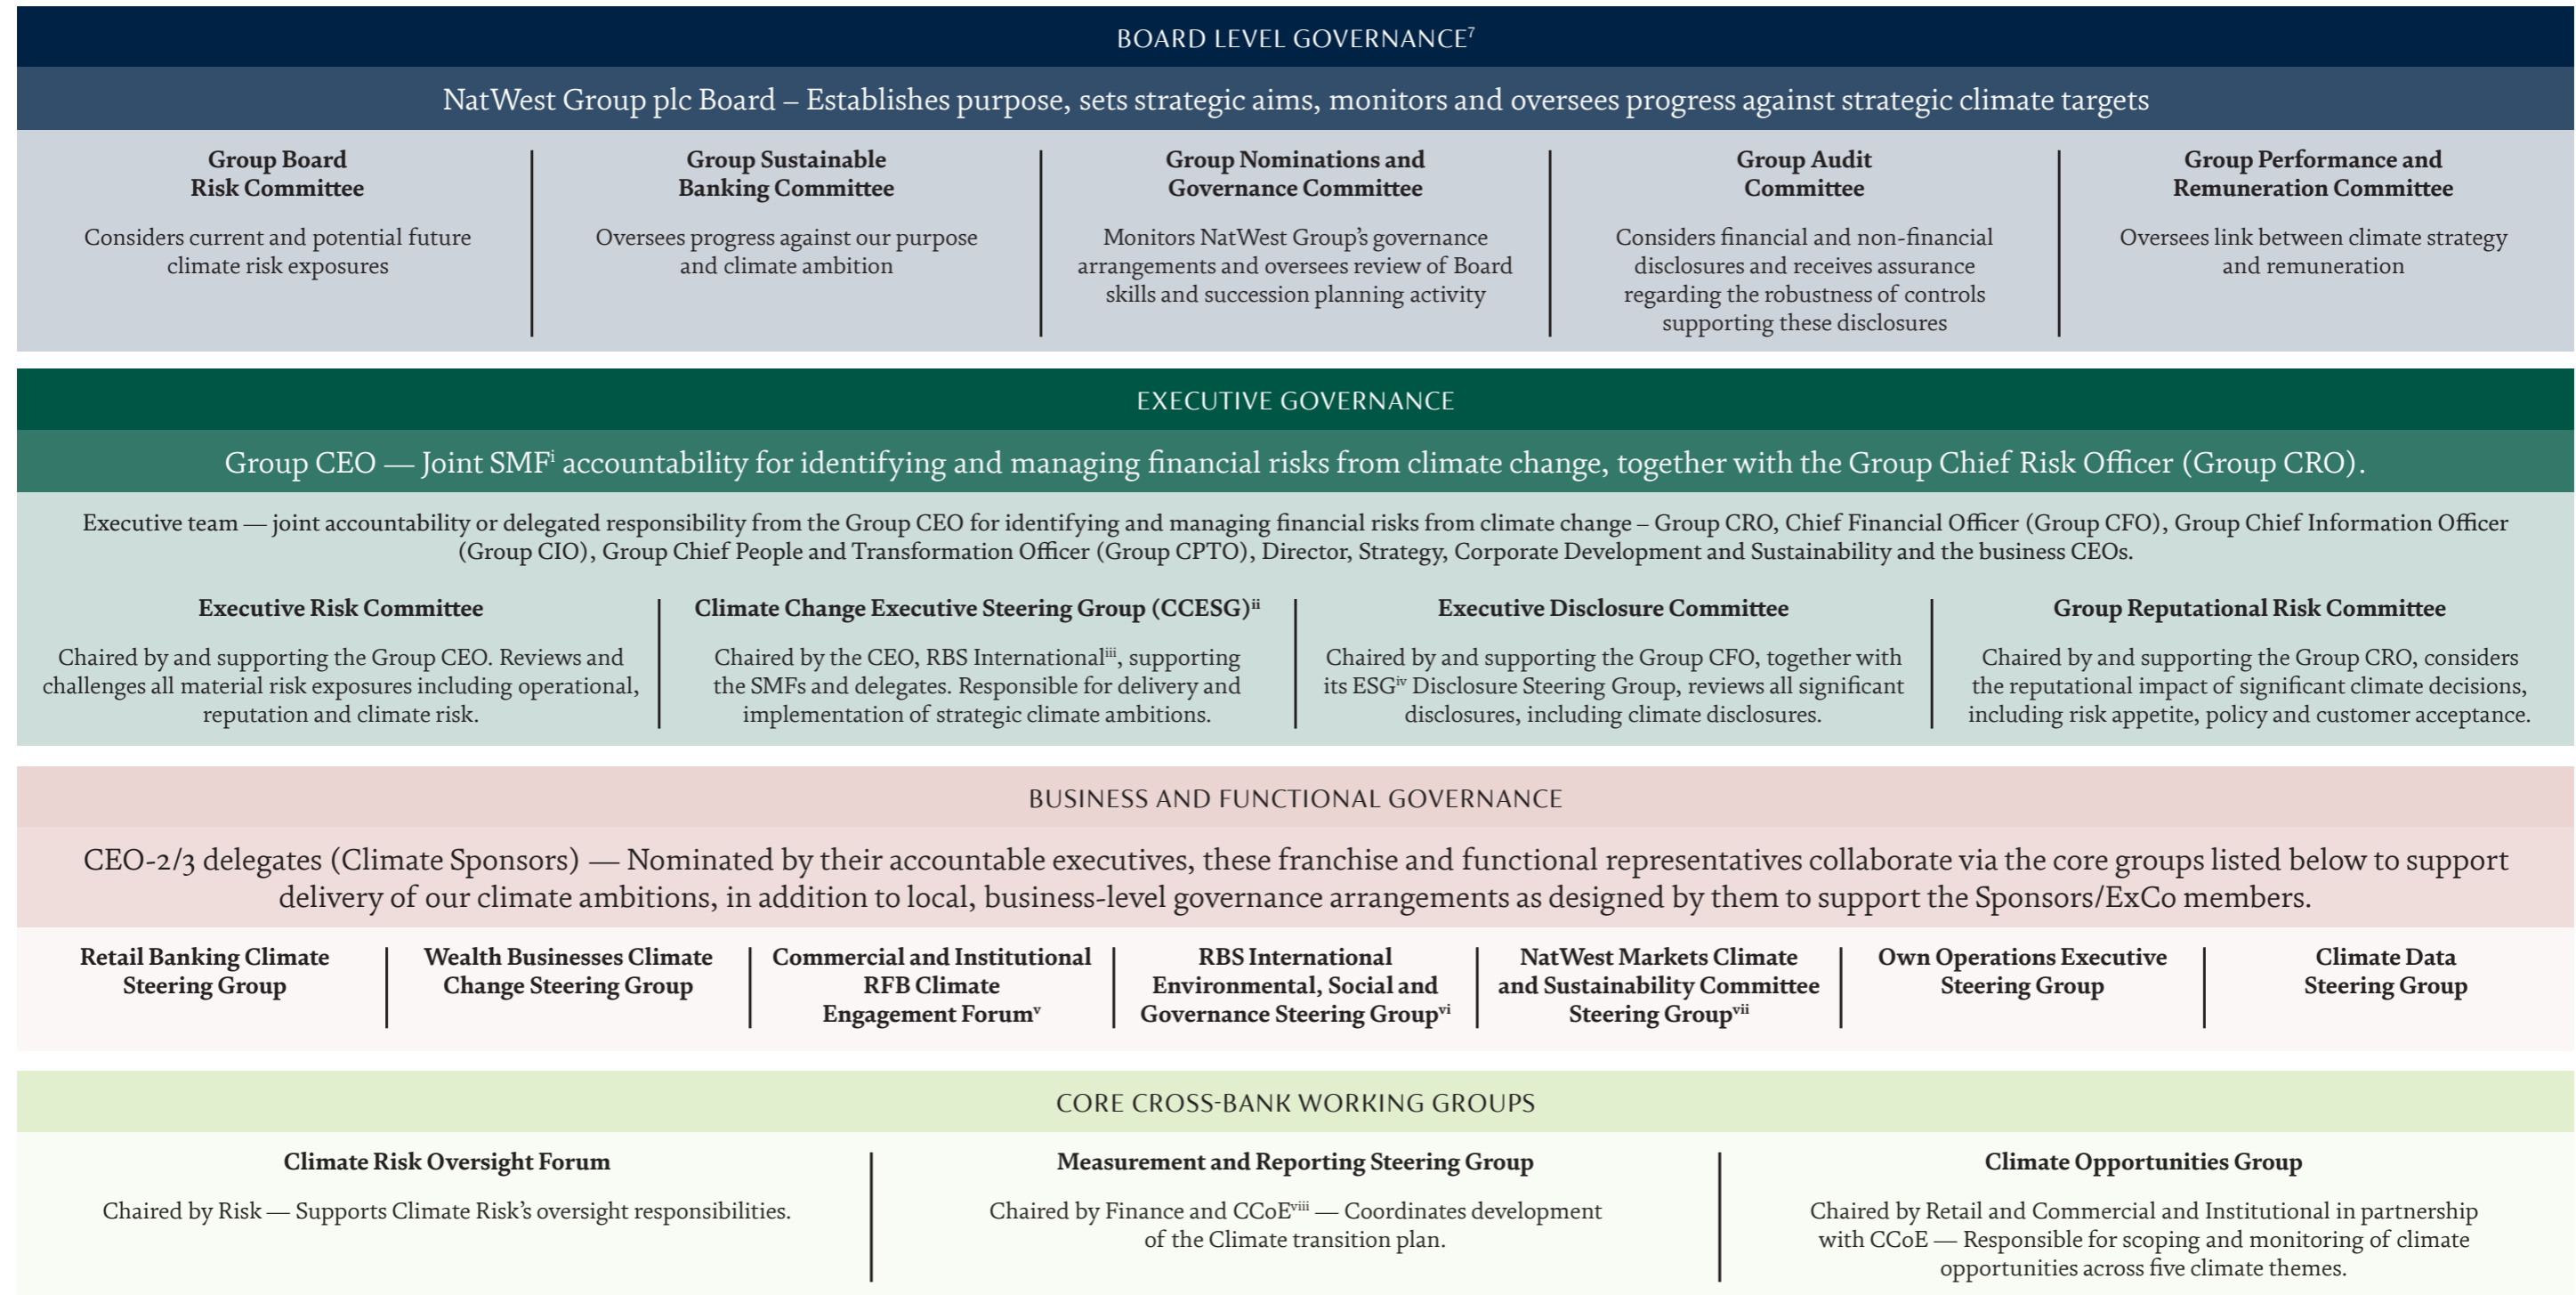 BOARD LEVEL GOVERNANCE7
NatWest Group plc Board – Establishes purpose, sets strategic aims, monitors and oversees progress against strategic climate targets
Group Board
Risk Committee
Considers current and potential future
climate risk exposures
Group Sustainable
Banking Committee
Oversees progress against our purpose
and climate ambition
Group Nominations and
Governance Committee
Monitors NatWest Group’s governance
arrangements and oversees review of Board
skills and succession planning activity
Group Audit
Committee
Considers financial and non-financial
disclosures and receives assurance
regarding the robustness of controls
supporting these disclosures
Group Performance and
Remuneration Committee
Oversees link between climate strategy
and remuneration
EXECUTIVE GOVERNANCE
Group CEO — Joint SMFi accountability for identifying and managing financial risks from climate change, together with the Group Chief Risk Officer (Group CRO).
Executive team — joint accountability or delegated responsibility from the Group CEO for identifying and managing financial risks from climate change – Group CRO, Chief Financial Officer (Group CFO), Group Chief Information Officer
(Group CIO), Group Chief People and Transformation Officer (Group CPTO), Director, Strategy, Corporate Development and Sustainability and the business CEOs.
Executive Risk Committee
Chaired by and supporting the Group CEO. Reviews and
challenges all material risk exposures including operational,
reputation and climate risk.
Climate Change Executive Steering Group (CCESG)ii
Chaired by the CEO, RBS Internationaliii, supporting
the SMFs and delegates. Responsible for delivery and
implementation of strategic climate ambitions.
Executive Disclosure Committee
Chaired by and supporting the Group CFO, together with
its ESGiv Disclosure Steering Group, reviews all significant
disclosures, including climate disclosures.
Group Reputational Risk Committee
Chaired by and supporting the Group CRO, considers
the reputational impact of significant climate decisions,
including risk appetite, policy and customer acceptance.
BUSINESS AND FUNCTIONAL GOVERNANCE
CEO-2/3 delegates (Climate Sponsors) — Nominated by their accountable executives, these franchise and functional representatives collaborate via the core groups listed below to support
delivery of our climate ambitions, in addition to local, business-level governance arrangements as designed by them to support the Sponsors/ExCo members.
Retail Banking Climate
Steering Group
Wealth Businesses Climate
Change Steering Group
Commercial and Institutional
RFB Climate
Engagement Forumv
RBS International
Environmental, Social and
Governance Steering Groupvi
NatWest Markets Climate
and Sustainability Committee
Steering Groupvii
Own Operations Executive
Steering Group
Climate Data
Steering Group
CORE CROSS-BANK WORKING GROUPS
Climate Risk Oversight Forum
Chaired by Risk — Supports Climate Risk’s oversight responsibilities.
Measurement and Reporting Steering Group
Chaired by Finance and CCoEviii — Coordinates development
of the Climate transition plan.
Climate Opportunities Group
Chaired by Retail and Commercial and Institutional in partnership
with CCoE — Responsible for scoping and monitoring of climate
opportunities across five climate themes.